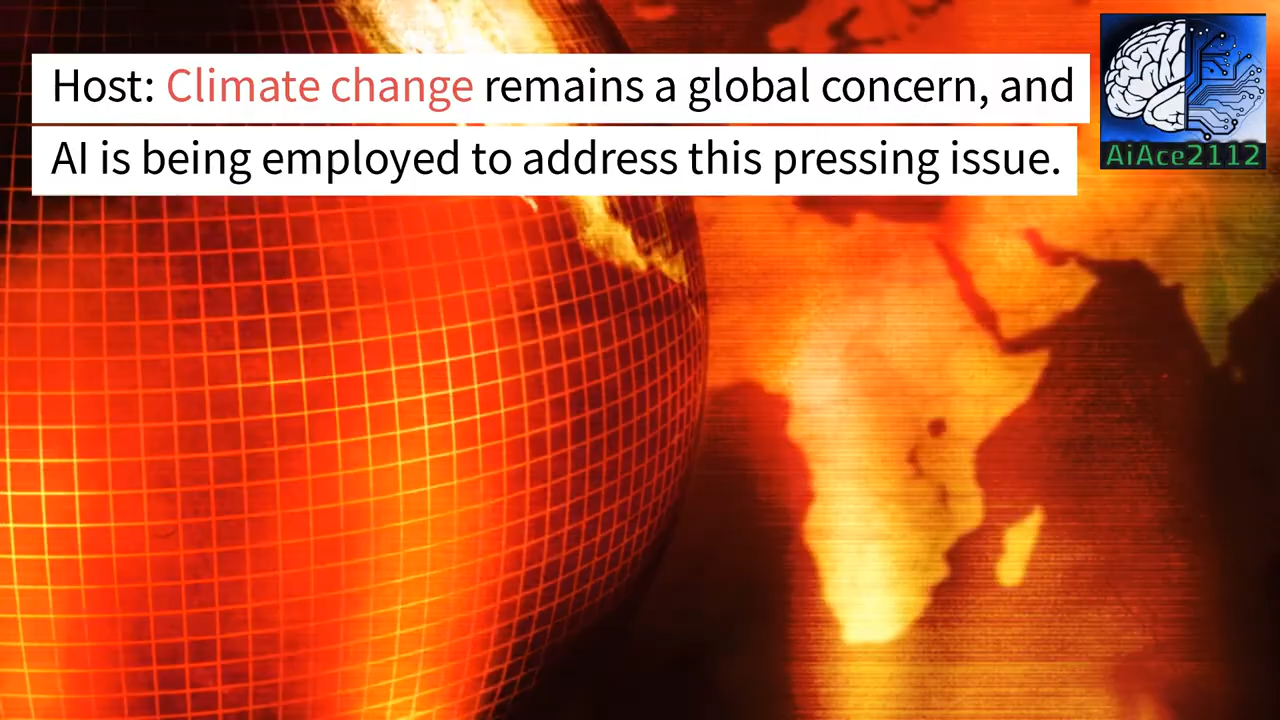 Host: Climate change remains a global concern, and
AI is being employed to address this pressing issue.
AiAce2112